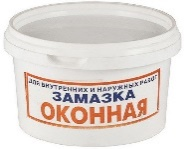 ДЛЯ ВНУТРЕННИХ И НАРУЖНЫХ РАБОТ
ЗАМАЗКА
ОКОННАЯ